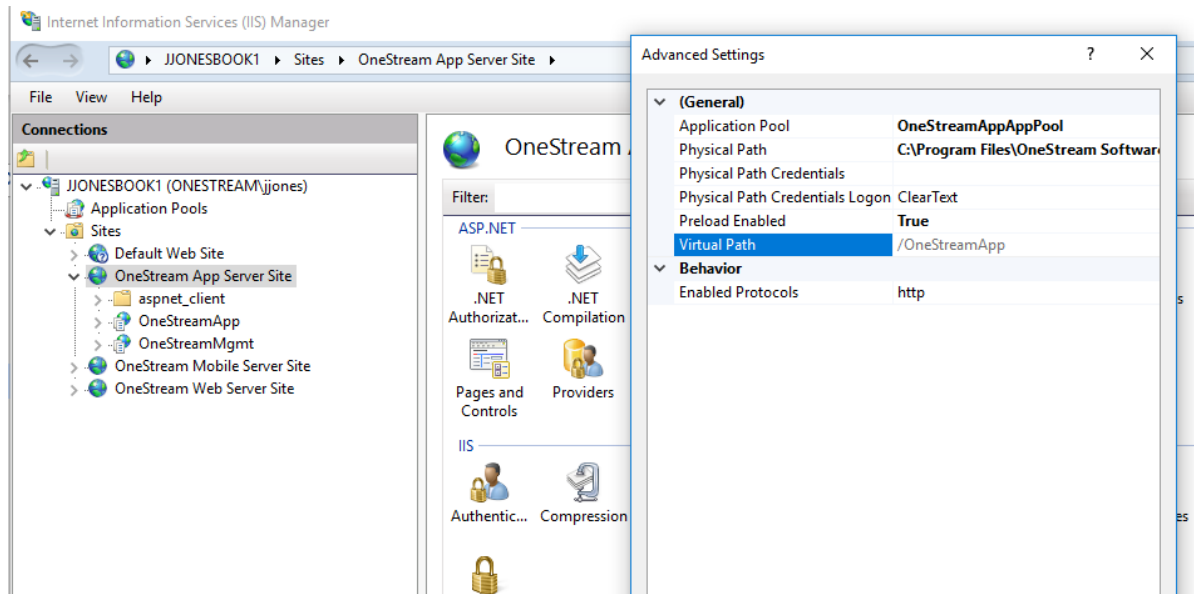 Internet Information Services (IIS) Manager
JJONESBOOK1 Sites OneStream App Server Site
File View Help
Connections
JJONESBOOK1 (ONESTREAM\jjones)
Application Pools
Sites
Default Web Site
OneStream App Server Site
aspnet_client
OneStreamApp
OneStreamMgmt
OneStream Mobile Server Site
OneStream Web Server Site
OneStream
Filter:
ASP.NET
.NET Authorizat...
.NET Compilation
Pages and Controls
Providers
IIS
Authentic...
Compression
Advanced Settings ?
(General)
Application Pool OneStreamAppAppPool
Physical Path C:\Program Files\OneStream Software
Physical Path Credentials
Physical Path Credentials Logon ClearText
Preload Enabled True
Virtual Path /OneStreamApp
Behavior
Enabled Protocols http